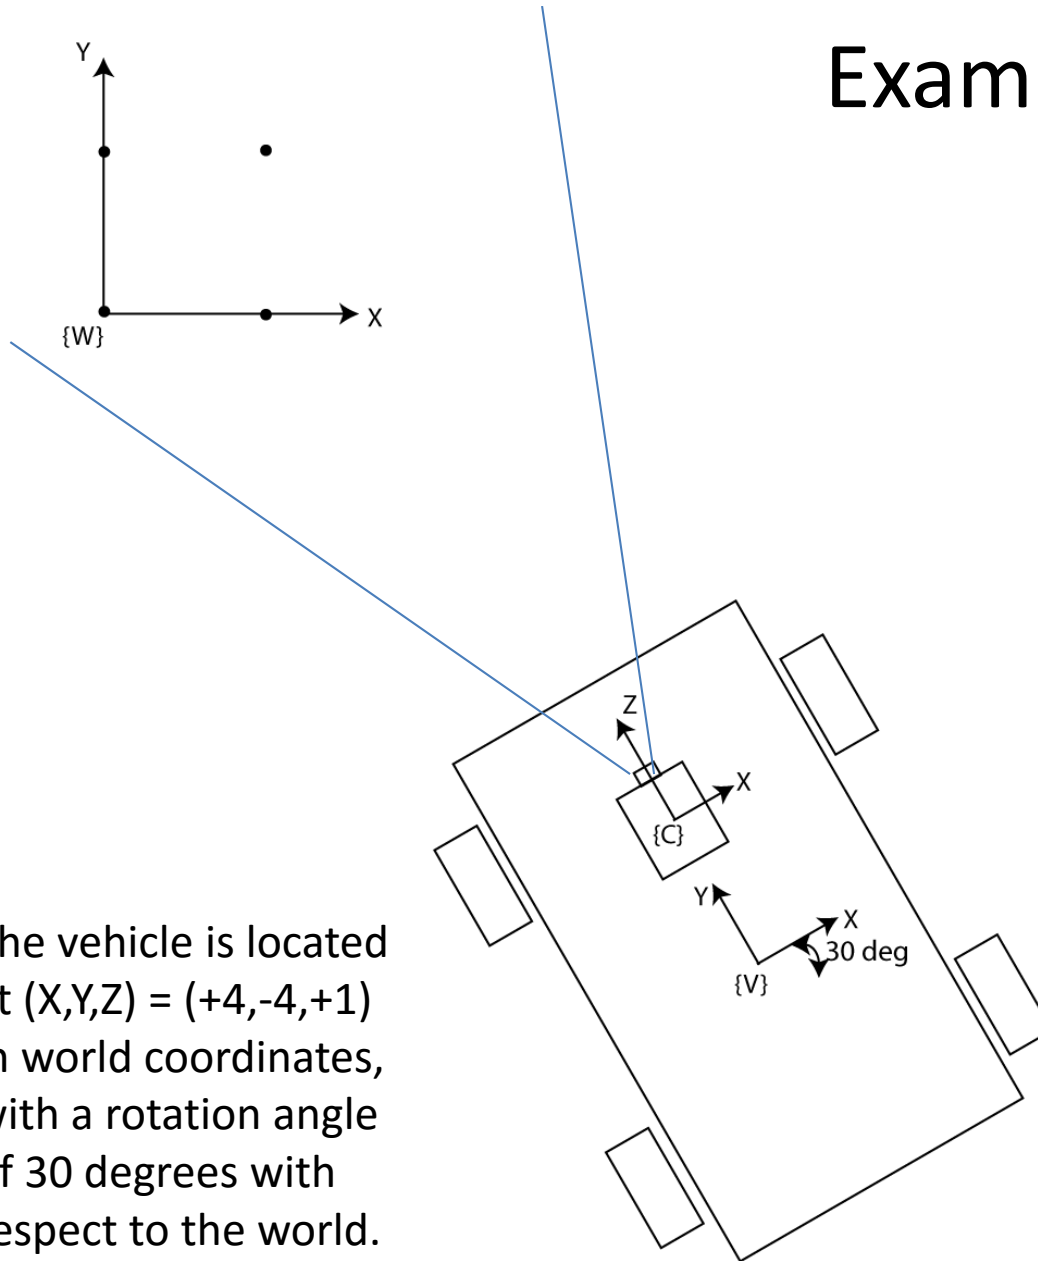 Exam
Y
X
{W}
Z
X
{C}
Y
X
30 deg
{V}
he vehicle is located
t (X,Y,Z) = (+4,-4,+1)
n world coordinates,
with a rotation angle
f 30 degrees with
espect to the world.